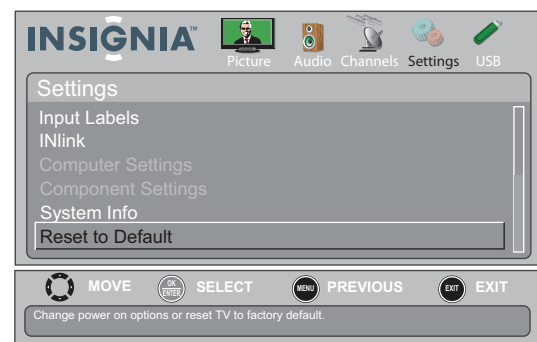 INSIGNIA™
Picture Audio Channels Settings USB
Settings
Input Labels
INlink
Computer Settings
Component Settings
System Info
Reset to Default
MOVE OK ENTER SELECT MENU PREVIOUS EXIT EXIT
Change power on options or reset TV to factory default.